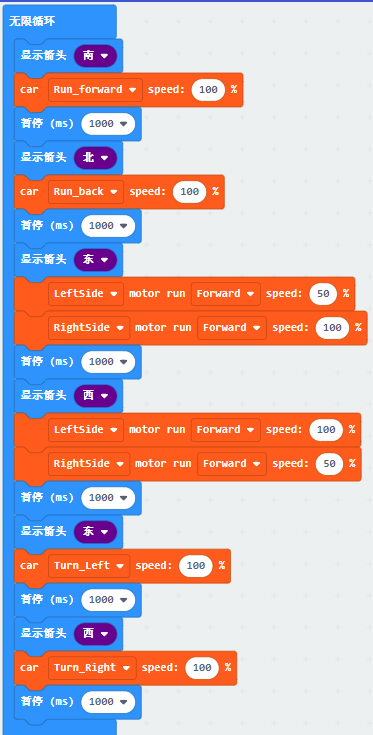 无限循环
显示箭头 南
car Run_forward speed: 100 %
暂停 (ms) 1000
显示箭头 北
car Run_back speed: 100 %
暂停 (ms) 1000
显示箭头 东
LeftSide motor run Forward speed: 50 %
RightSide motor run Forward speed: 100 %
暂停 (ms) 1000
显示箭头 西
LeftSide motor run Forward speed: 100 %
RightSide motor run Forward speed: 50 %
暂停 (ms) 1000
显示箭头 东
car Turn_Left speed: 100 %
暂停 (ms) 1000
显示箭头 西
car Turn_Right speed: 100 %
暂停 (ms) 1000